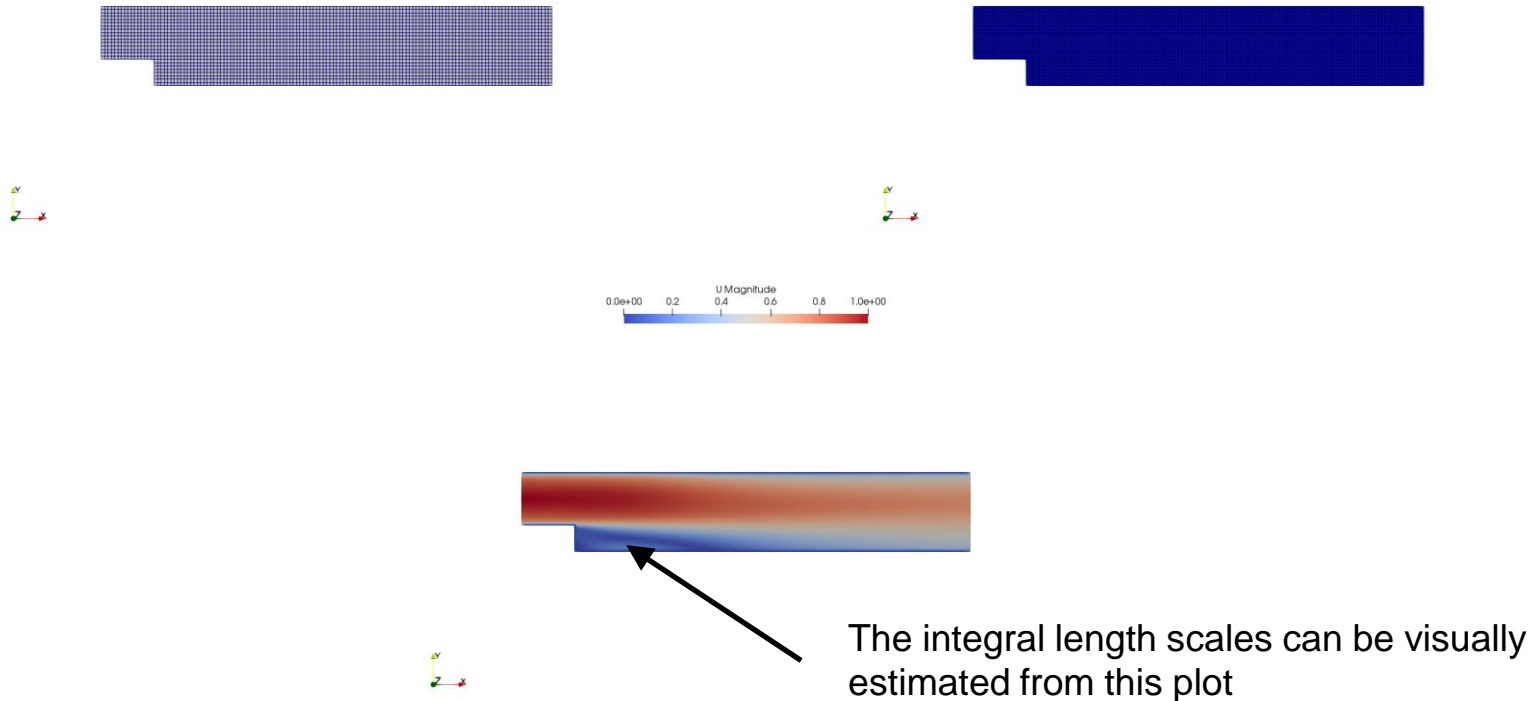 Y
Z X
Y
Z X
U Magnitude
0.0e+00 0.2 0.4 0.6 0.8 1.0e+00
The integral length scales can be visually
estimated from this plot
Y
Z X